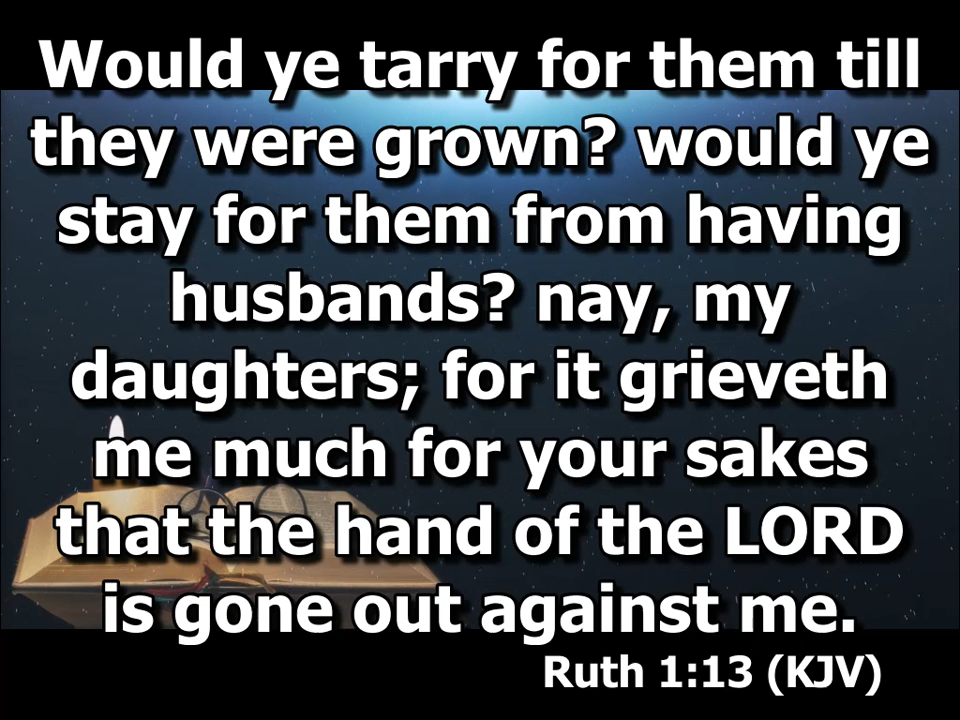 Would ye tarry for them till
they were grown? would ye
stay for them from having
husbands? nay, my
daughters; for it grieveth
me much for your sakes
that the hand of the LORD
is gone out against me.
Ruth 1:13 (KJV)